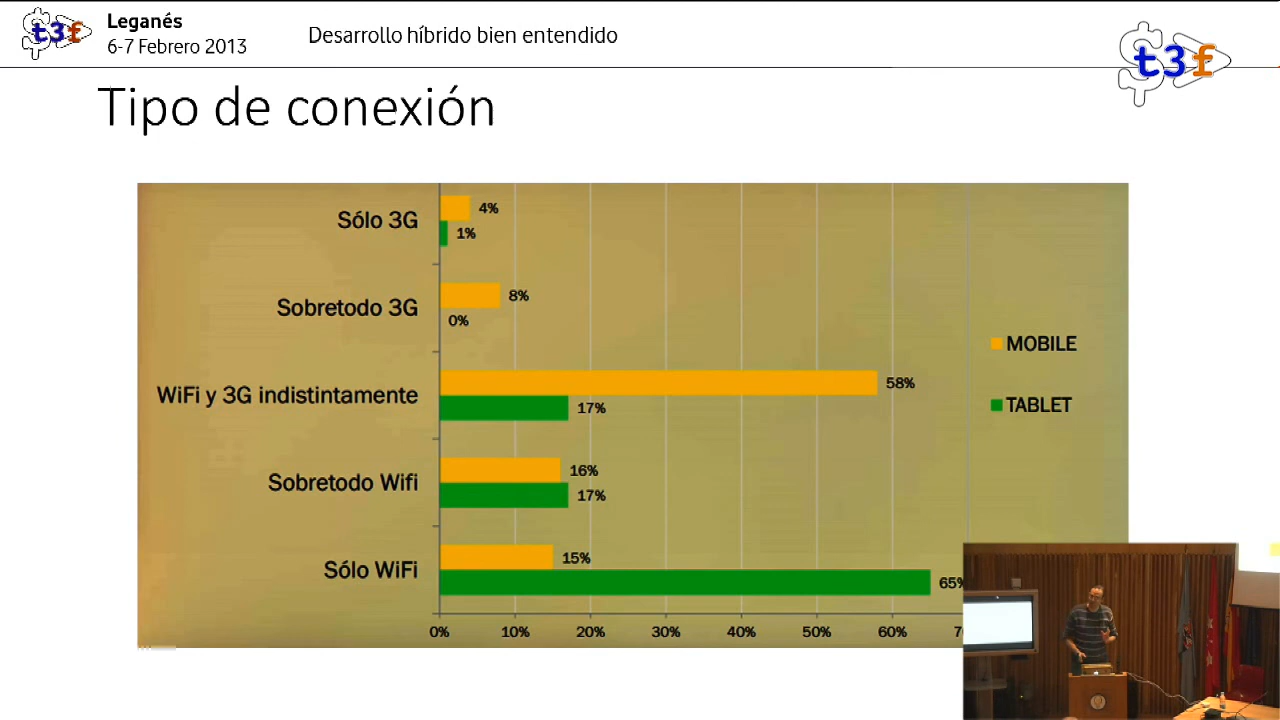 t3f
Leganés
6-7 Febrero 2013
Desarrollo híbrido bien entendido
t3f
Tipo de conexión
Sólo 3G
4%
1%
Sobretodo 3G
8%
0%
WiFi y 3G indistintamente
58%
17%
Sobretodo Wifi
16%
17%
Sólo WiFi
15%
65%
MOBILE
TABLET
0% 10% 20% 30% 40% 50% 60%